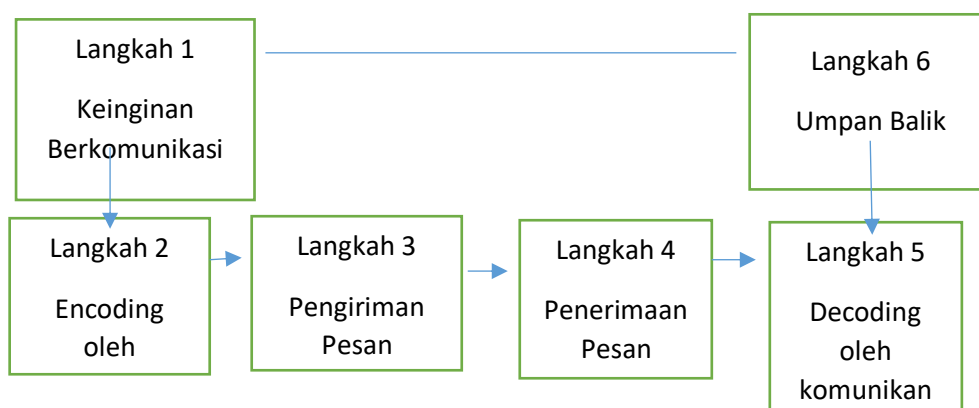 Langkah 1
Keinginan
Berkomunikasi
Langkah 6
Umpan Balik
Langkah 2
Encoding
oleh
Langkah 3
Pengiriman
Pesan
Langkah 4
Penerimaan
Pesan
Langkah 5
Decoding
oleh
komunikan